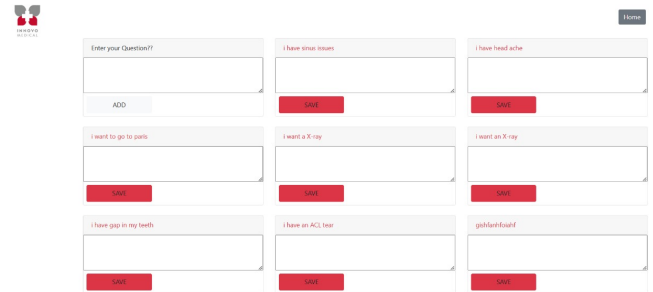 INNOVO
MEDICAL
Home
Enter your Question??
i have sinus issues
i have head ache
ADD
SAVE
SAVE
i want to go to paris
i want a X-ray
i want an X-ray
SAVE
SAVE
SAVE
i have gap in my teeth
i have an ACL tear
SAVE
SAVE
SAVE